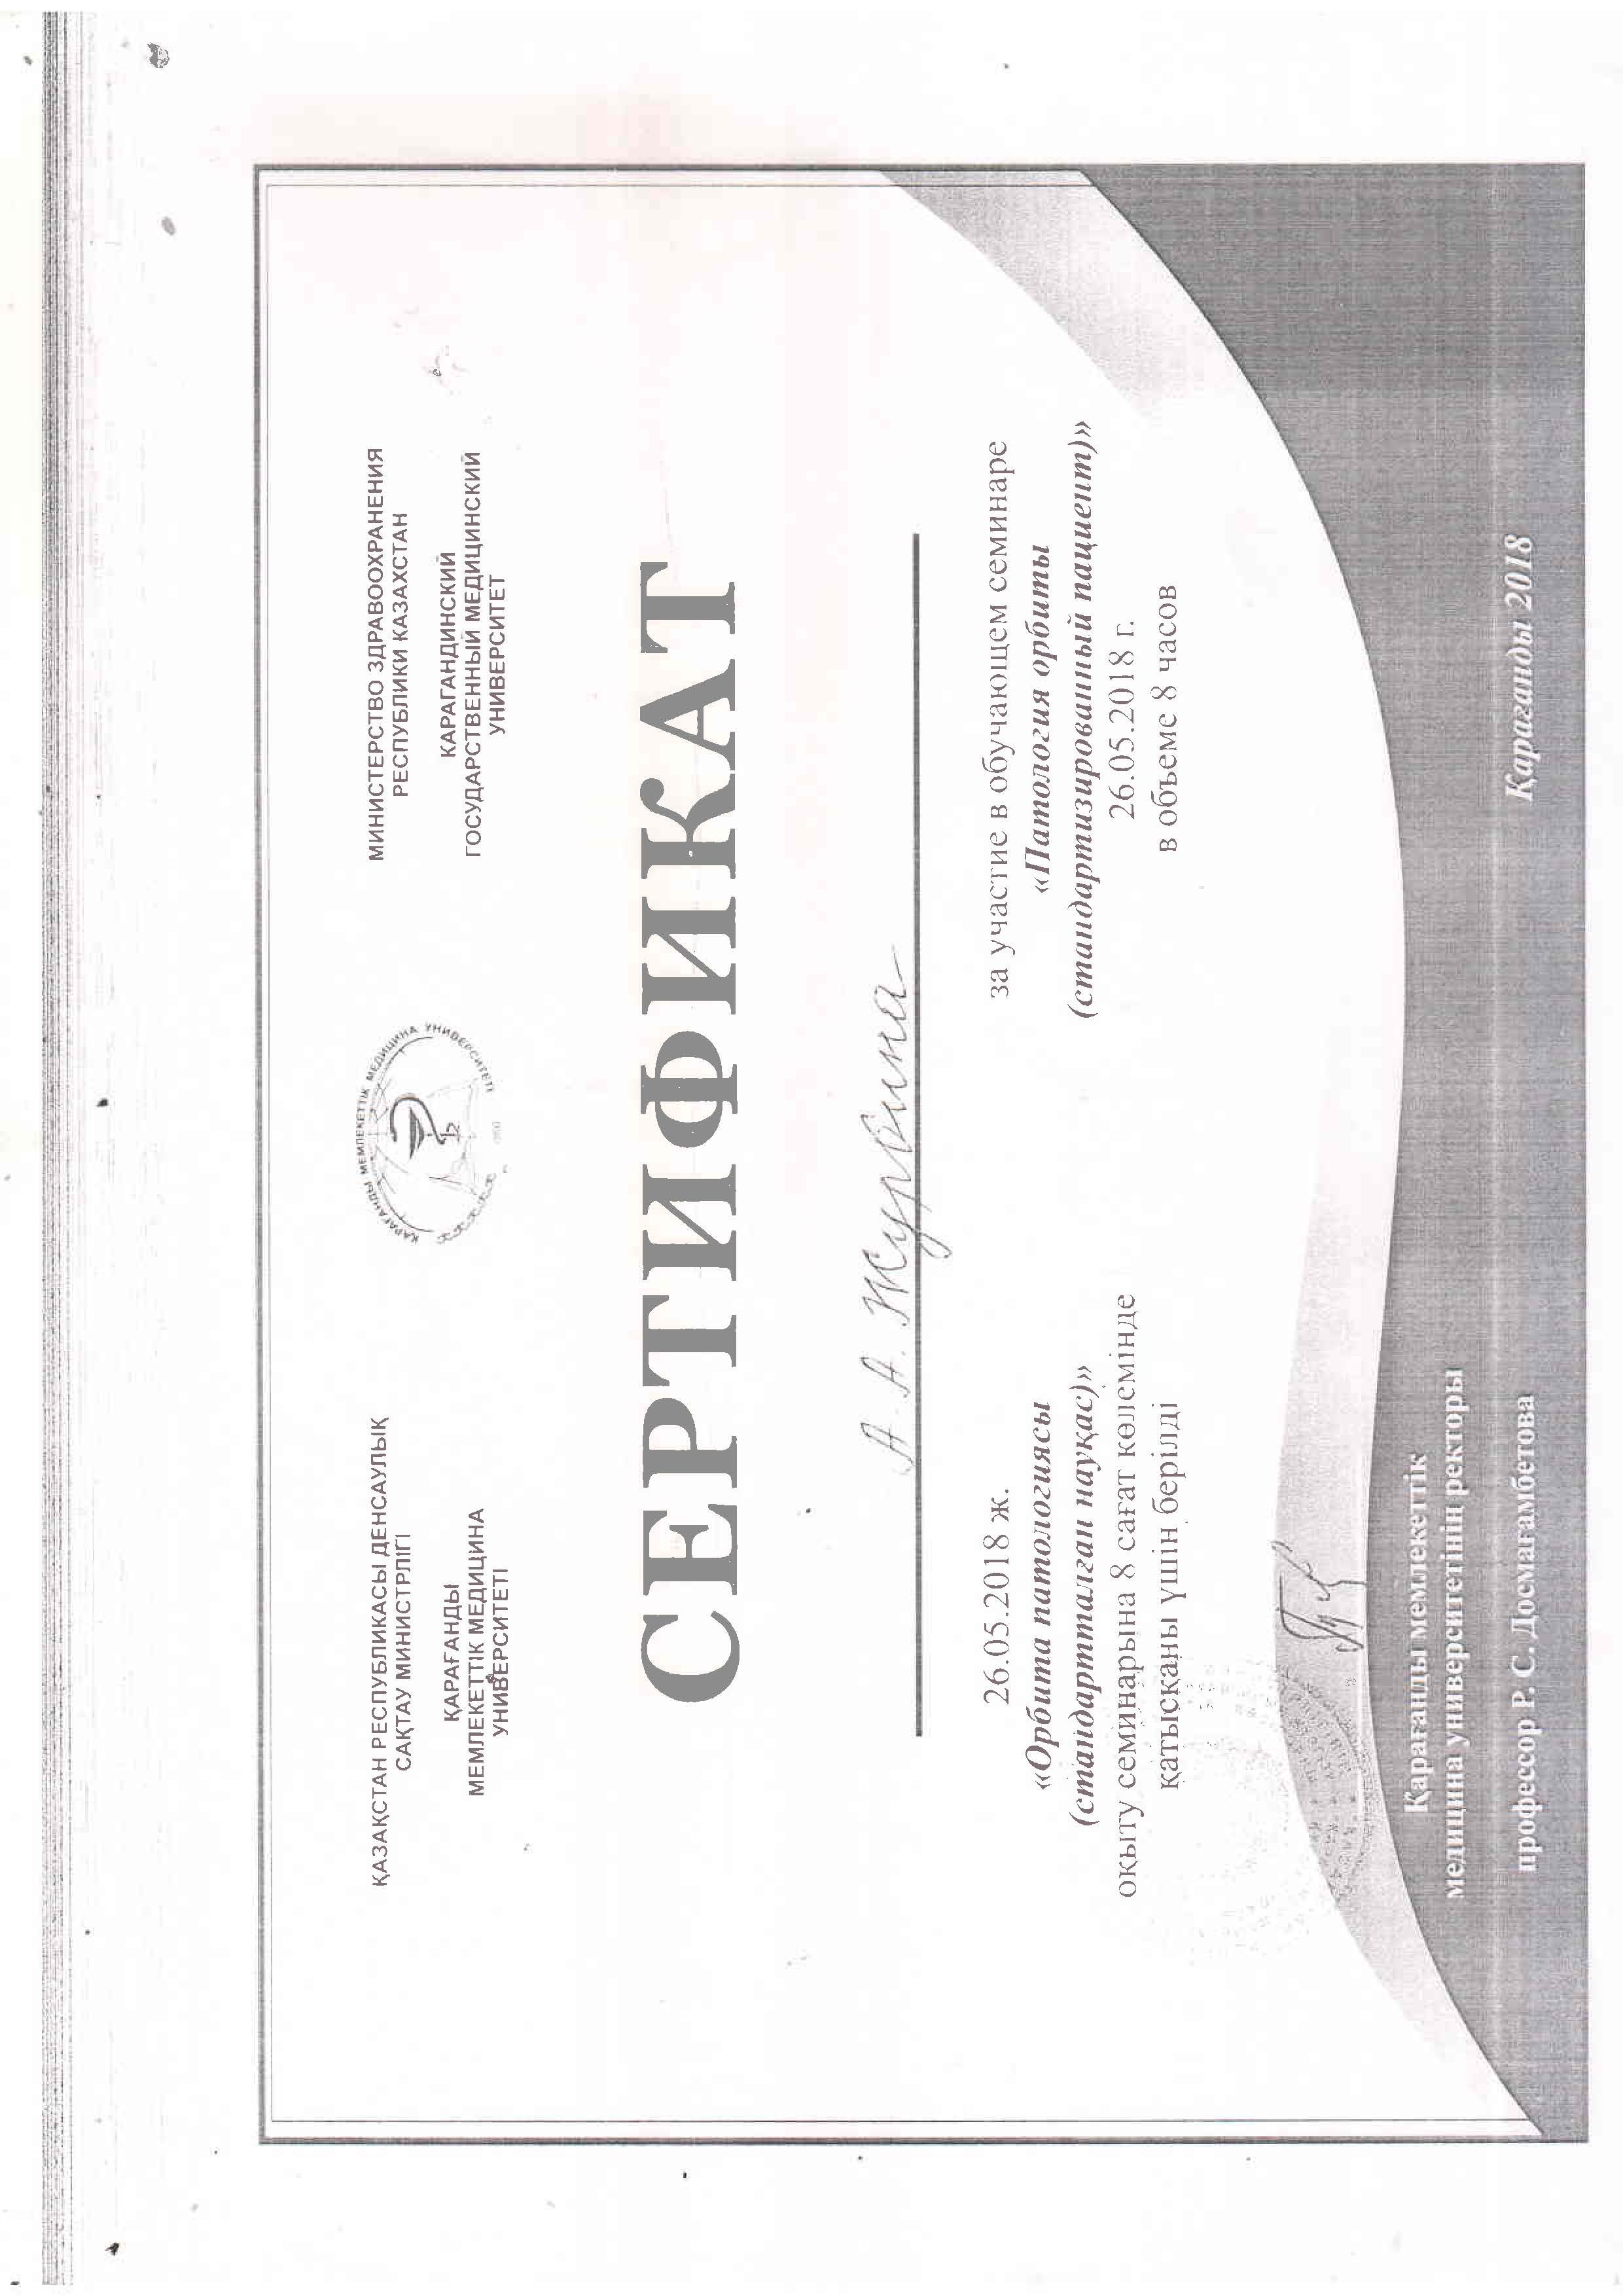 ҚАЗАҚСТАН РЕСПУБЛИКАСЫ ДЕНСАУЛЫҚ
САҚТАУ МИНИСТРЛІГІ
ҚАРАҒАНДЫ
МЕМЛЕКЕТТІК МЕДИЦИНА
УНИВЕРСИТЕТІ
ҚАРАҒАНДЫ МЕМЛЕКЕТТІК МЕДИЦИНА УНИВЕРСИТЕТІ
МИНИСТЕРСТВО ЗДРАВООХРАНЕНИЯ
РЕСПУБЛИКИ КАЗАХСТАН
КАРАГАНДИНСКИЙ
ГОСУДАРСТВЕННЫЙ МЕДИЦИНСКИЙ
УНИВЕРСИТЕТ
СЕРТИФИКАТ
А. А. Журбина
26.05.2018 ж.
«Орбита патологиясы
(стандартталган науқас)»
оқыту семинарына 8 сағат көлемінде
қатысқаны үшін берілді
за участие в обучающем семинаре
«Патология орбиты
(стандартизированный пациент)»
26.05.2018 г.
в объеме 8 часов
Қарағанды мемлекеттік
медицина университетінің ректоры
профессор Р. С. Досмагамбетова
Қарағанды 2018